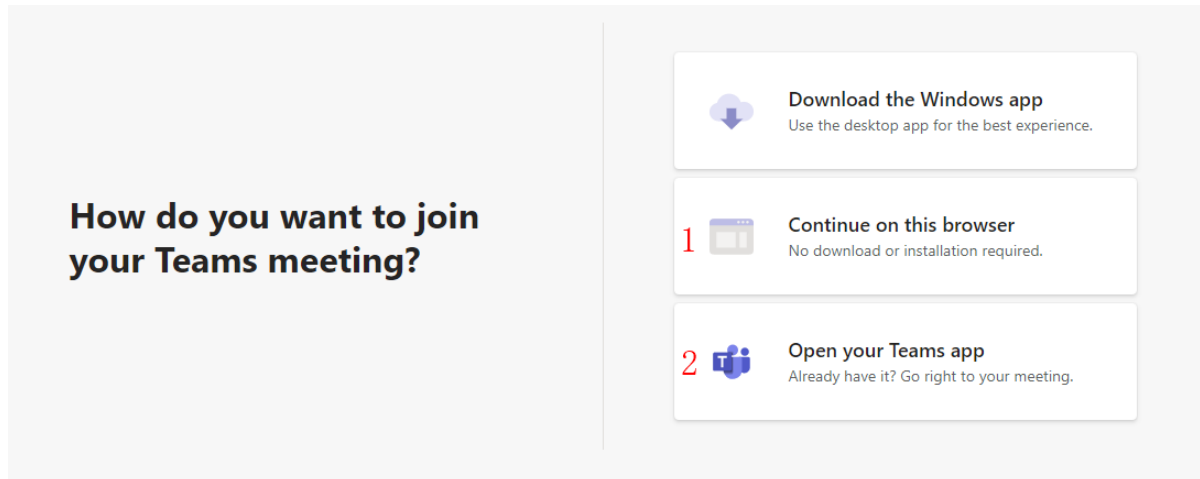 How do you want to join
your Teams meeting?
Download the Windows app
Use the desktop app for the best experience.
1
Continue on this browser
No download or installation required.
2
T
Open your Teams app
Already have it? Go right to your meeting.